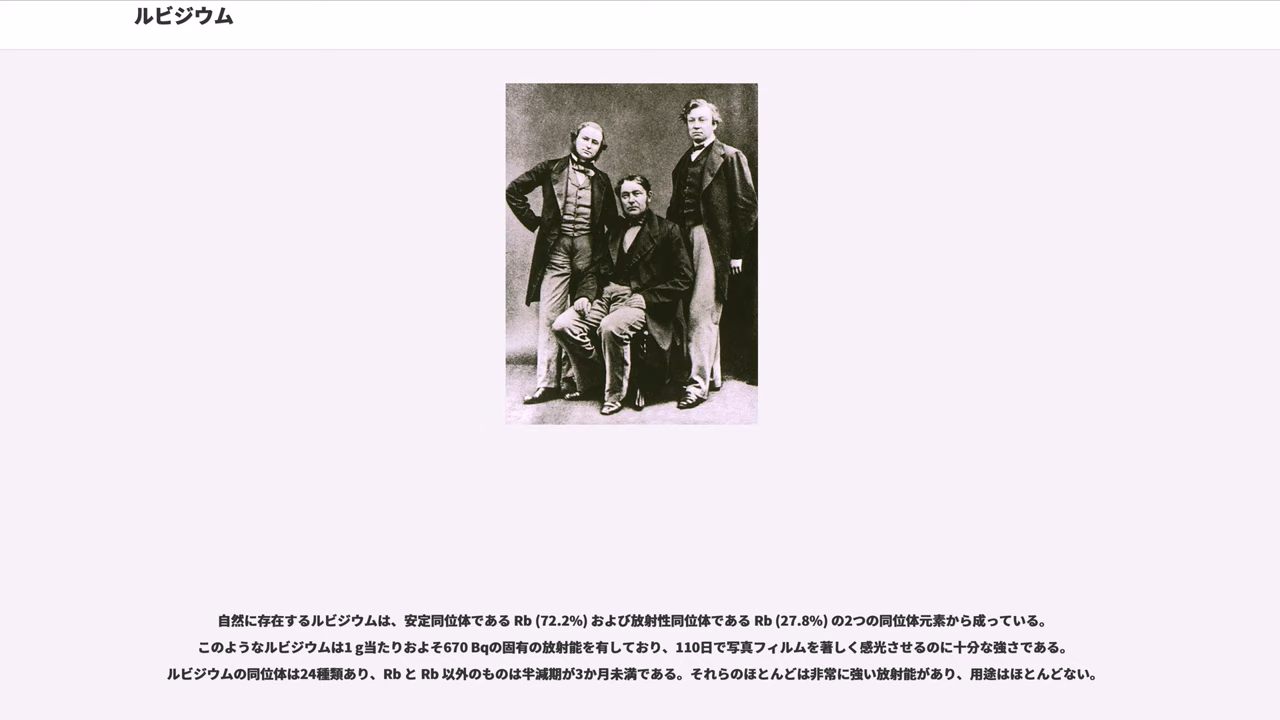 ルビジウム
自然に存在するルビジウムは、安定同位体である Rb (72.2%) および放射性同位体である Rb (27.8%) の2つの同位体元素から成っている。
このようなルビジウムは1 g当たりおよそ670 Bqの固有の放射能を有しており、110日で写真フィルムを著しく感光させるのに十分な強さである。
ルビジウムの同位体は24種類あり、Rb と Rb 以外のものは半減期が3か月未満である。それらのほとんどは非常に強い放射能があり、用途はほとんどない。